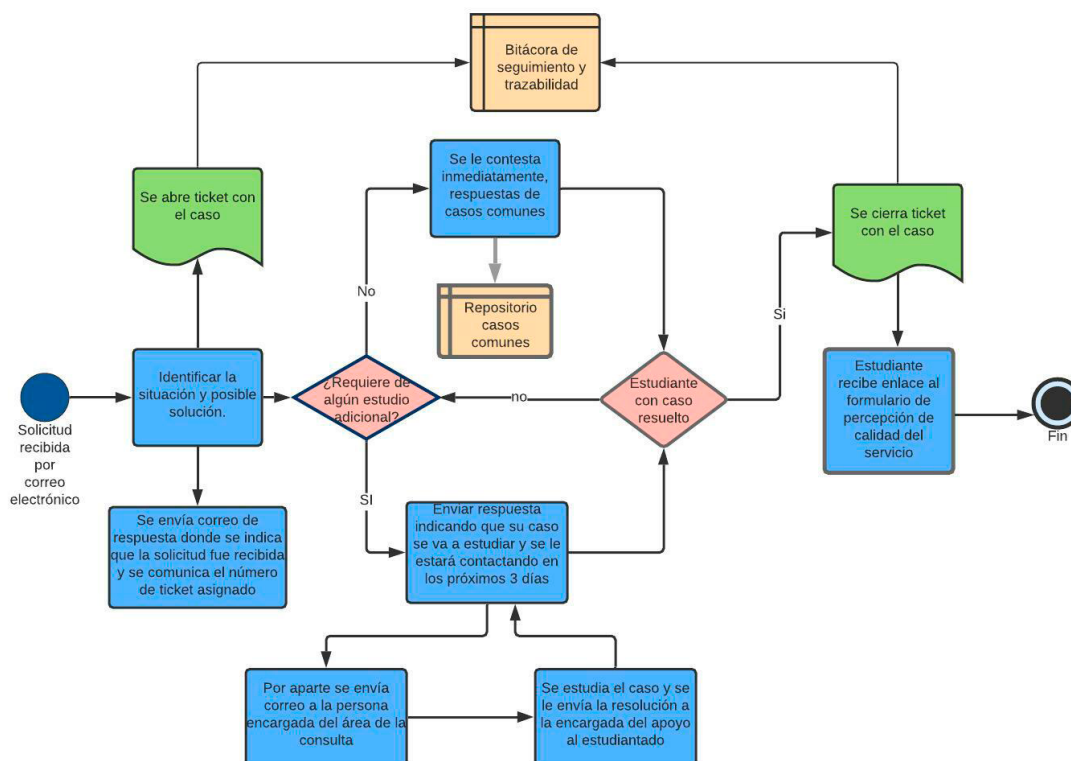 Bitácora de
seguimiento y
trazabilidad
Se le contesta
inmediatamente,
respuestas de
casos comunes
Se abre ticket con
el caso
Se cierra ticket
con el caso
No
Repositorio
casos
comunes
Si
Identificar la
situación y posible
solución.
¿Requiere de
algún estudio
adicional?
no
Estudiante
con caso
resuelto
Estudiante
recibe enlace al
formulario de
percepción de
calidad del
servicio
Fin
Solicitud
recibida
por
correo
electrónico
SI
Se envía correo de
respuesta donde se indica
que la solicitud fue recibida
y se comunica el número
de ticket asignado
Enviar respuesta
indicando que su caso
se va a estudiar y se le
estará contactando en
los próximos 3 días
Por aparte se envía
correo a la persona
encargada del área de la
consulta
Se estudia el caso y se
le envía la resolución a
la encargada del apoyo
al estudiantado